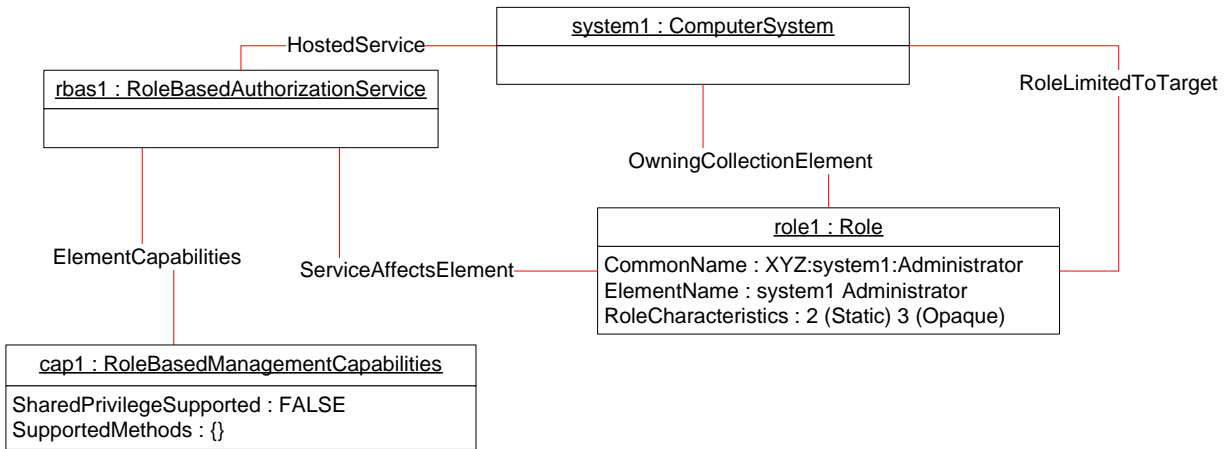 system1 : ComputerSystem
HostedService
rbas1 : RoleBasedAuthorizationService
RoleLimitedToTarget
OwningCollectionElement
role1 : Role
CommonName : XYZ:system1:Administrator
ElementName : system1 Administrator
RoleCharacteristics : 2 (Static) 3 (Opaque)
ElementCapabilities
ServiceAffectsElement
cap1 : RoleBasedManagementCapabilities
SharedPrivilegeSupported : FALSE
SupportedMethods : {}